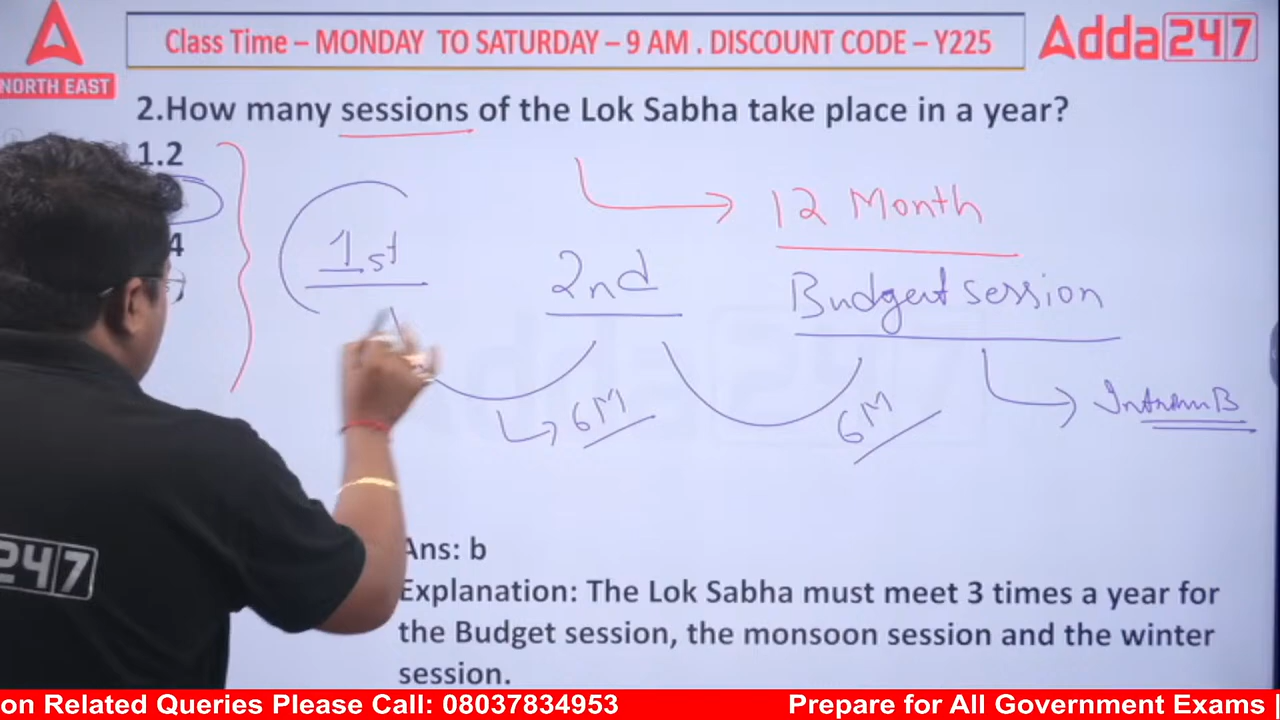 Class Time – MONDAY TO SATURDAY – 9 AM . DISCOUNT CODE – Y225
Adda247
NORTH EAST
2.How many sessions of the Lok Sabha take place in a year?
1.2
4
12 Month
1st
2nd
Budgert session
6M
6M
Ans: b
Explanation: The Lok Sabha must meet 3 times a year for
the Budget session, the monsoon session and the winter
session.
247
on Related Queries Please Call: 08037834953
Prepare for All Government Exams